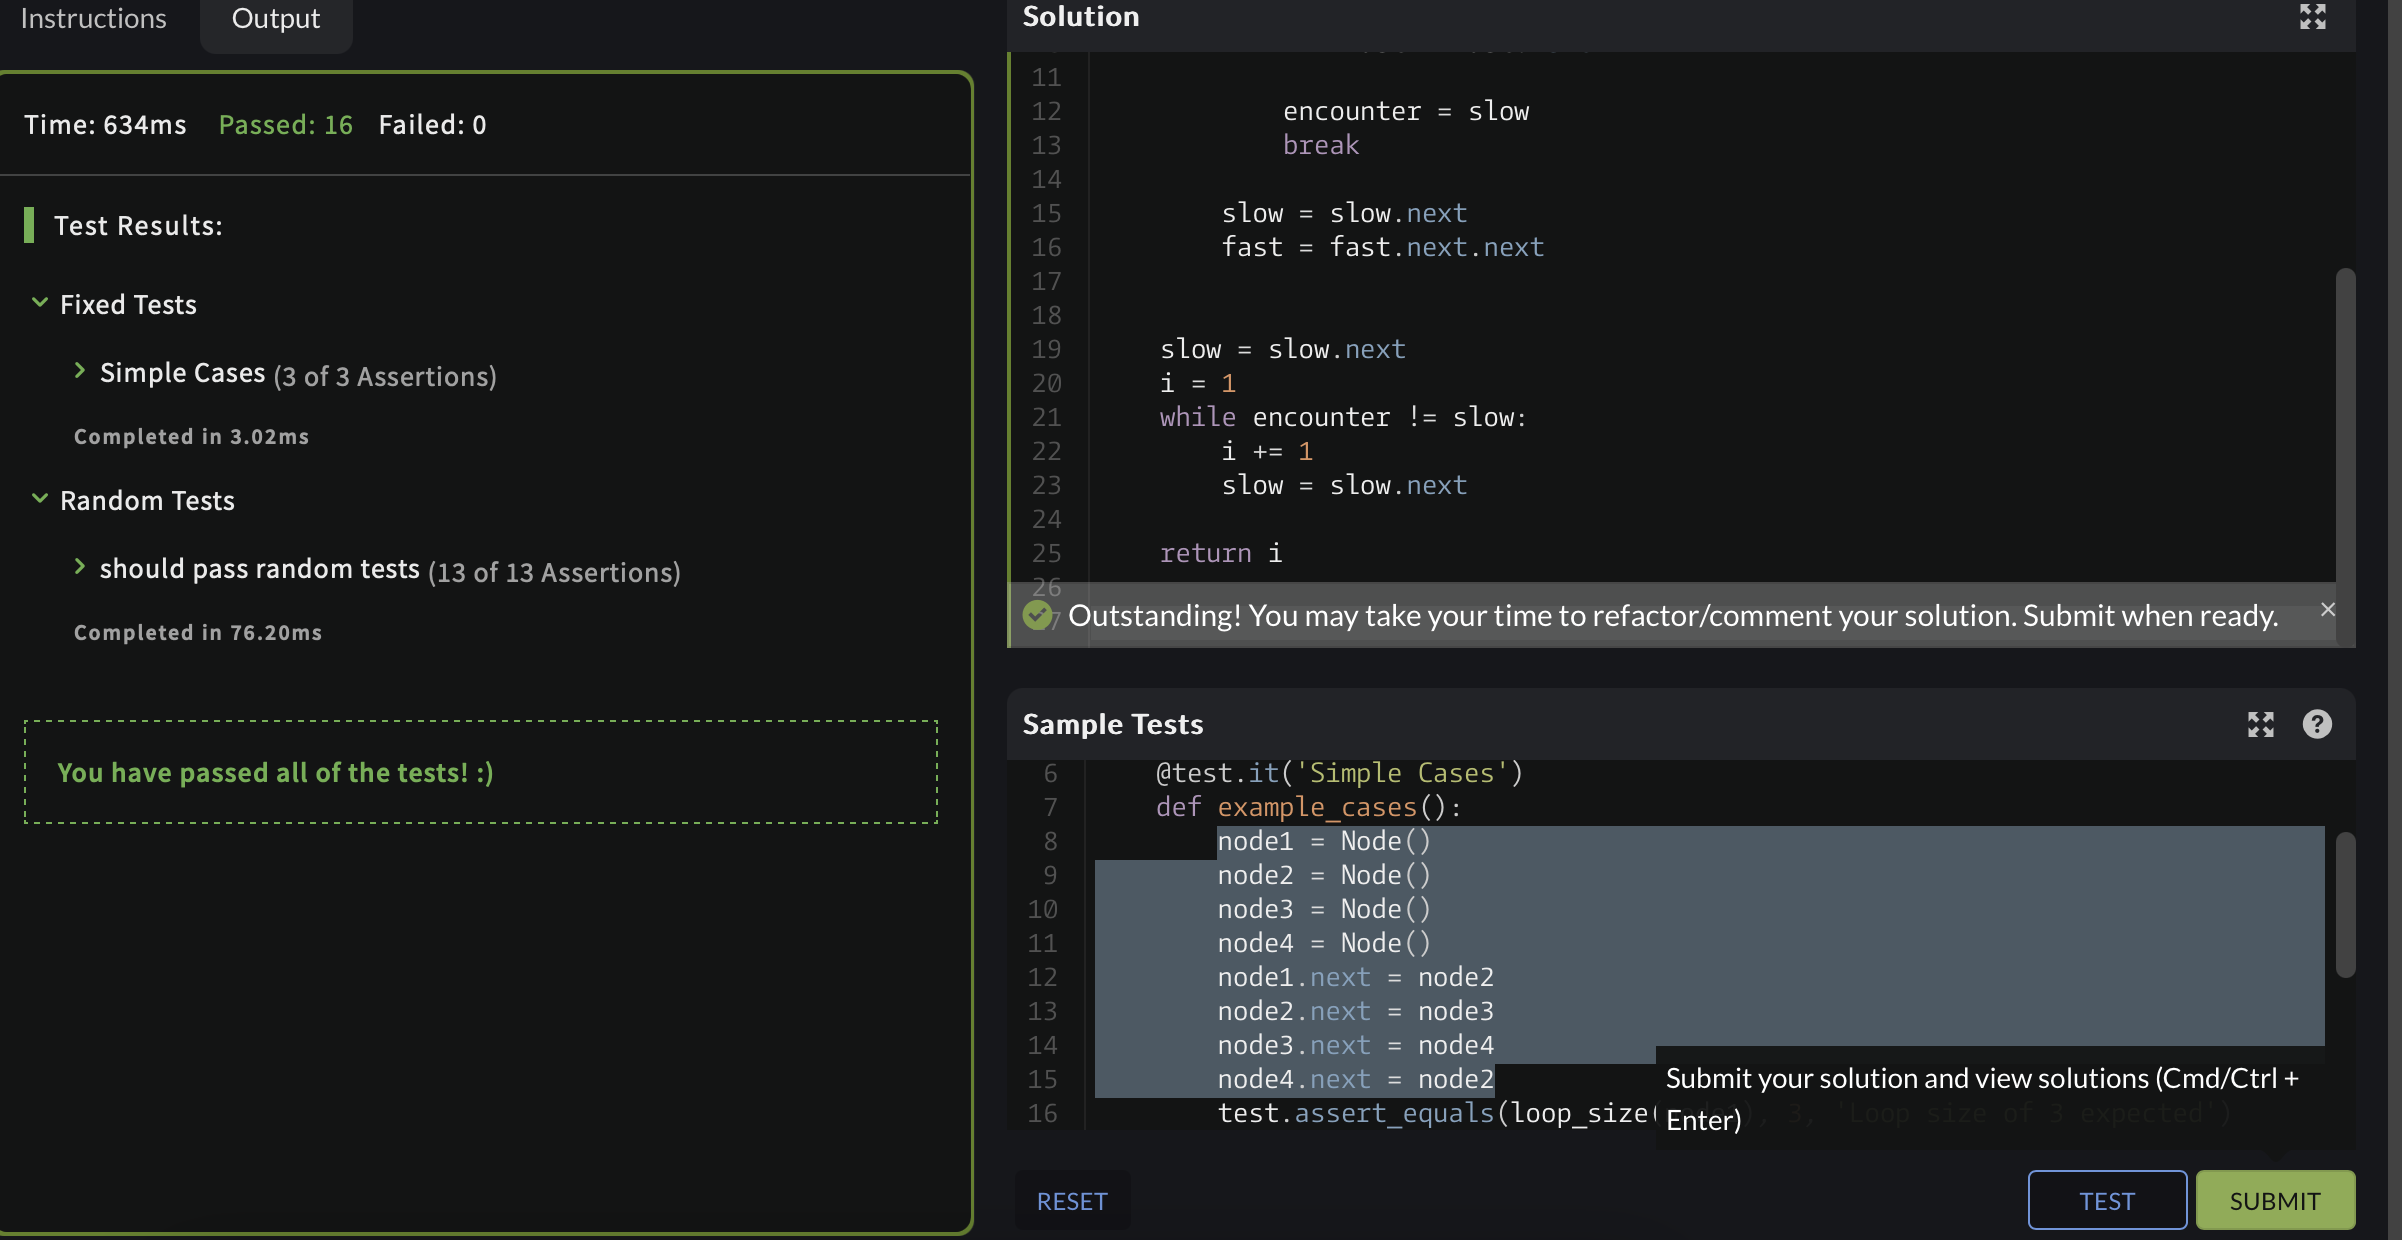 Instructions
Output
Time: 634ms Passed: 16 Failed: 0
Test Results:
Fixed Tests
Simple Cases (3 of 3 Assertions)
Completed in 3.02ms
Random Tests
should pass random tests (13 of 13 Assertions)
Completed in 76.20ms
You have passed all of the tests! :)
Solution
11
12 encounter = slow
13 break
14
15 slow = slow.next
16 fast = fast.next.next
17
18
19 slow = slow.next
20 i = 1
21 while encounter != slow:
22 i += 1
23 slow = slow.next
24
25 return i
26
Outstanding! You may take your time to refactor/comment your solution. Submit when ready.
Sample Tests
6 @test.it('Simple Cases')
7 def example_cases():
8 node1 = Node()
9 node2 = Node()
10 node3 = Node()
11 node4 = Node()
12 node1.next = node2
13 node2.next = node3
14 node3.next = node4
15 node4.next = node2
16 test.assert_equals(loop_size( ), 3, 'Loop size of 3 expected')
Submit your solution and view solutions (Cmd/Ctrl +
Enter)
RESET
TEST
SUBMIT